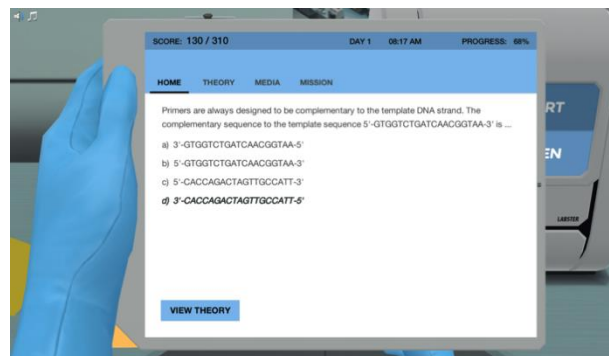 SCORE: 130 / 310 DAY 1 08:17 AM PROGRESS: 68%
HOME THEORY MEDIA MISSION
Primers are always designed to be complementary to the template DNA strand. The
complementary sequence to the template sequence 5'-GTGGTCTGATCAACGGTAA-3' is ...
a) 3'-GTGGTCTGATCAACGGTAA-5'
b) 5'-GTGGTCTGATCAACGGTAA-3'
c) 5'-CACCAGACTAGTTGCCATT-3'
d) 3'-CACCAGACTAGTTGCCATT-5'
VIEW THEORY
RT
EN
LABSTER